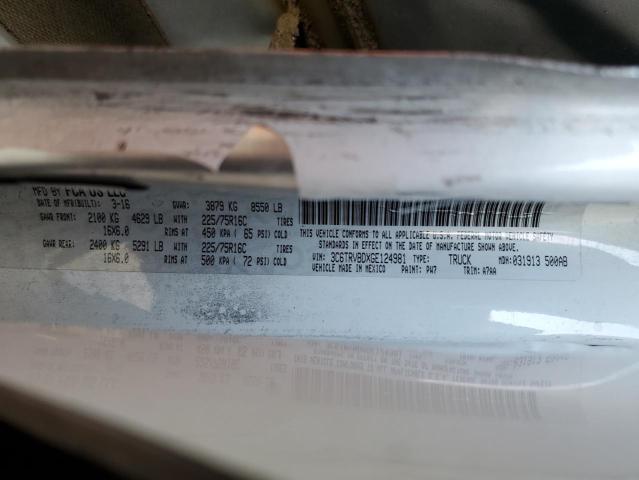 MFD BY FCA US LLC
DATE OF MFR(BUILT): 3-16 GVWR: 3879 KG 8550 LB
GAWR FRONT: 2100 KG 4629 LB WITH 225/75R16C TIRES
16X6.0 RIMS AT 450 KPA ( 65 PSI) COLD
GAWR REAR: 2400 KG 5291 LB WITH 225/75R16C TIRES
16X6.0 RIMS AT 500 KPA ( 72 PSI) COLD
THIS VEHICLE CONFORMS TO ALL APPLICABLE U.S.A. FEDERAL MOTOR VEHICLE SAFETY
STANDARDS IN EFFECT ON THE DATE OF MANUFACTURE SHOWN ABOVE.
VIN: 3C6TRVBDXGE124981 TYPE: TRUCK MDH: 031913 500AB
MADE IN MEXICO PAINT: PW7 TRIM: A7AA